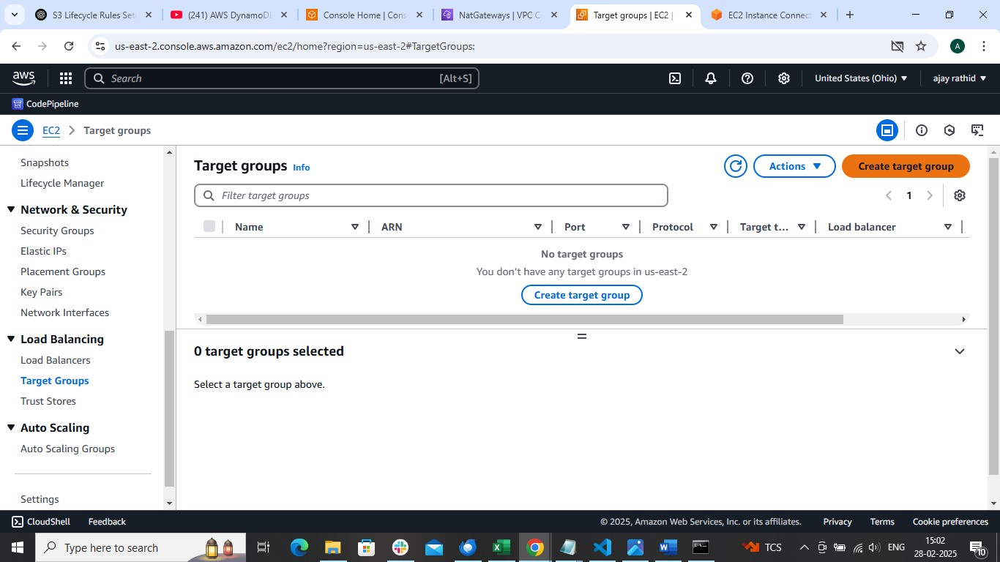 S3 Lifecycle Rules Set
(241) AWS DynamoD
Console Home | Cons
NatGateways | VPC C
Target groups | EC2 |
EC2 Instance Connect
us-east-2.console.aws.amazon.com/ec2/home?region=us-east-2#TargetGroups:
A
aws
Search
[Alt+S]
United States (Ohio)
ajay rathid
CodePipeline
EC2
Target groups
Snapshots
Lifecycle Manager
Network & Security
Security Groups
Elastic IPs
Placement Groups
Key Pairs
Network Interfaces
Load Balancing
Load Balancers
Target Groups
Trust Stores
Auto Scaling
Auto Scaling Groups
Settings
Target groups Info
Actions
Create target group
Filter target groups
1
Name
ARN
Port
Protocol
Target t...
Load balancer
No target groups
You don't have any target groups in us-east-2
Create target group
0 target groups selected
Select a target group above.
CloudShell
Feedback
© 2025, Amazon Web Services, Inc. or its affiliates.
Privacy
Terms
Cookie preferences
Type here to search
TCS
ENG
15:02
28-02-2025
10